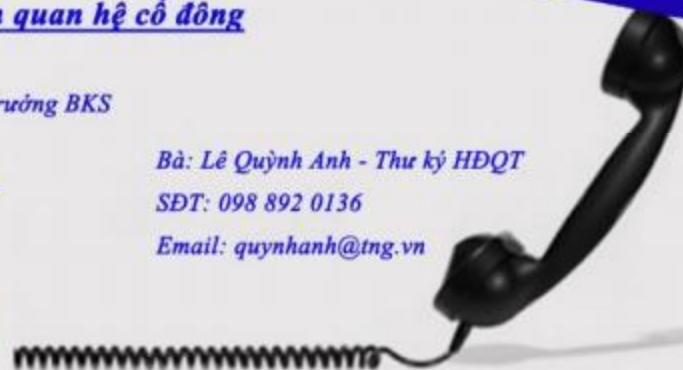 quan hệ cổ đông
rưởng BKS
Bà: Lê Quỳnh Anh - Thư ký HĐQT
SĐT: 098 892 0136
Email: quynhanh@tng.vn